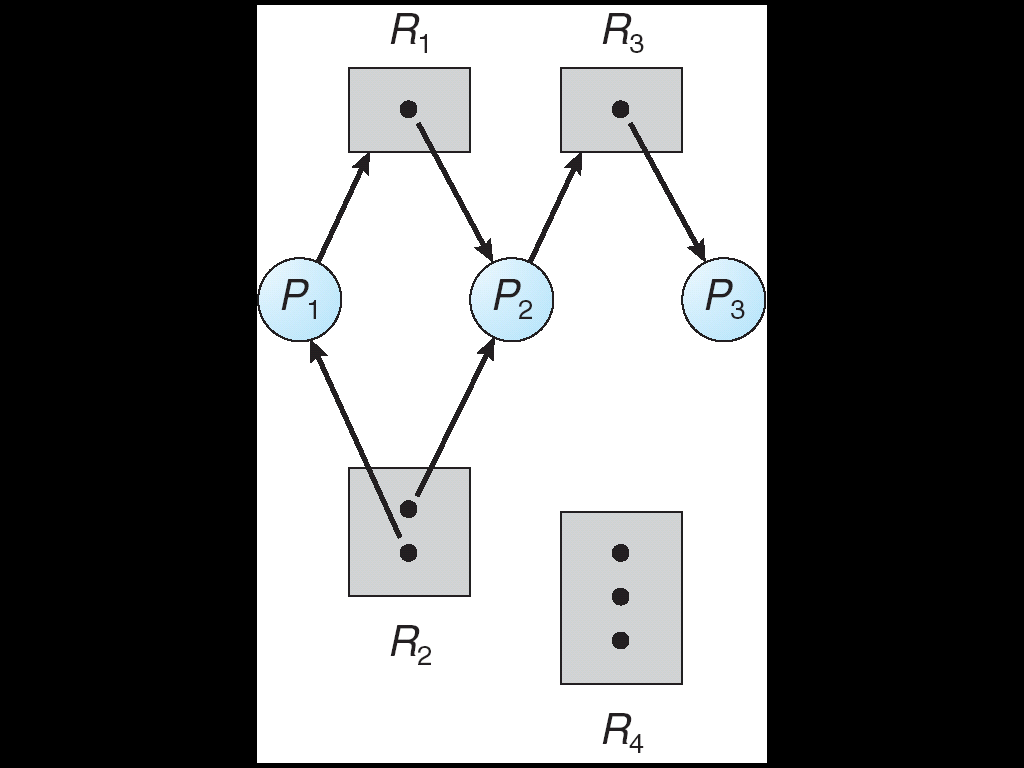 R₁ R₃
P₁ P₂ P₃
R₂
R₄